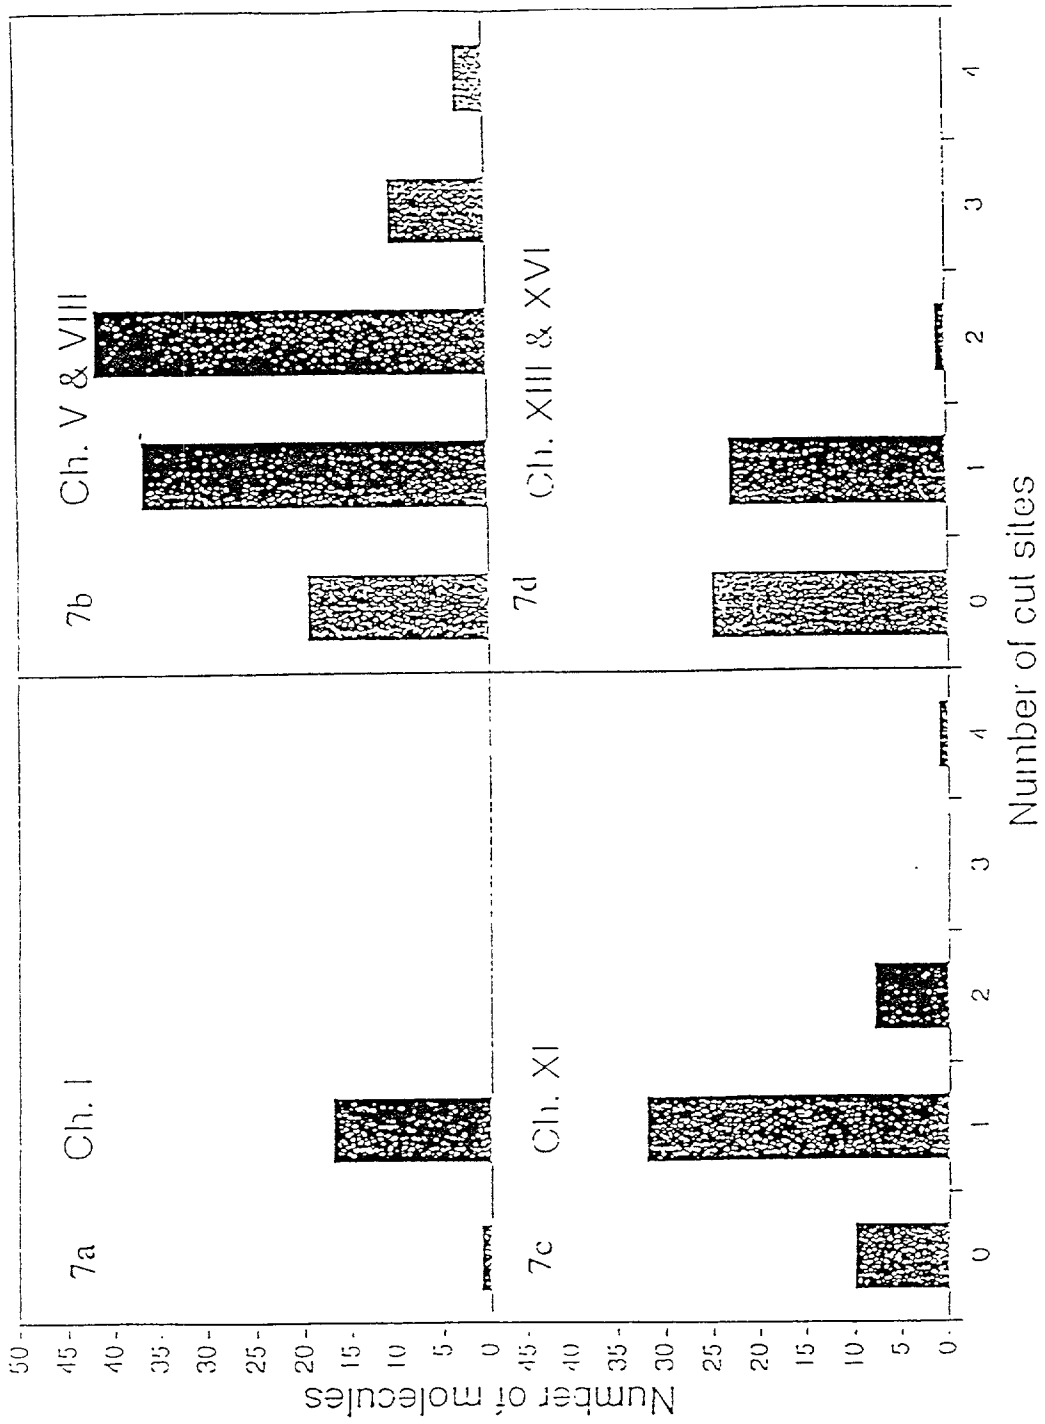 7a
Ch. I
7b
Ch. V & VIII
7c
Ch. XI
7d
Ch. XIII & XVI
50
45
40
35
30
25
20
15
10
5
0
40
35
30
25
20
15
10
5
0
Number of molecules
0 1 2 3 4 0 1 2 3 4
Number of cut sites